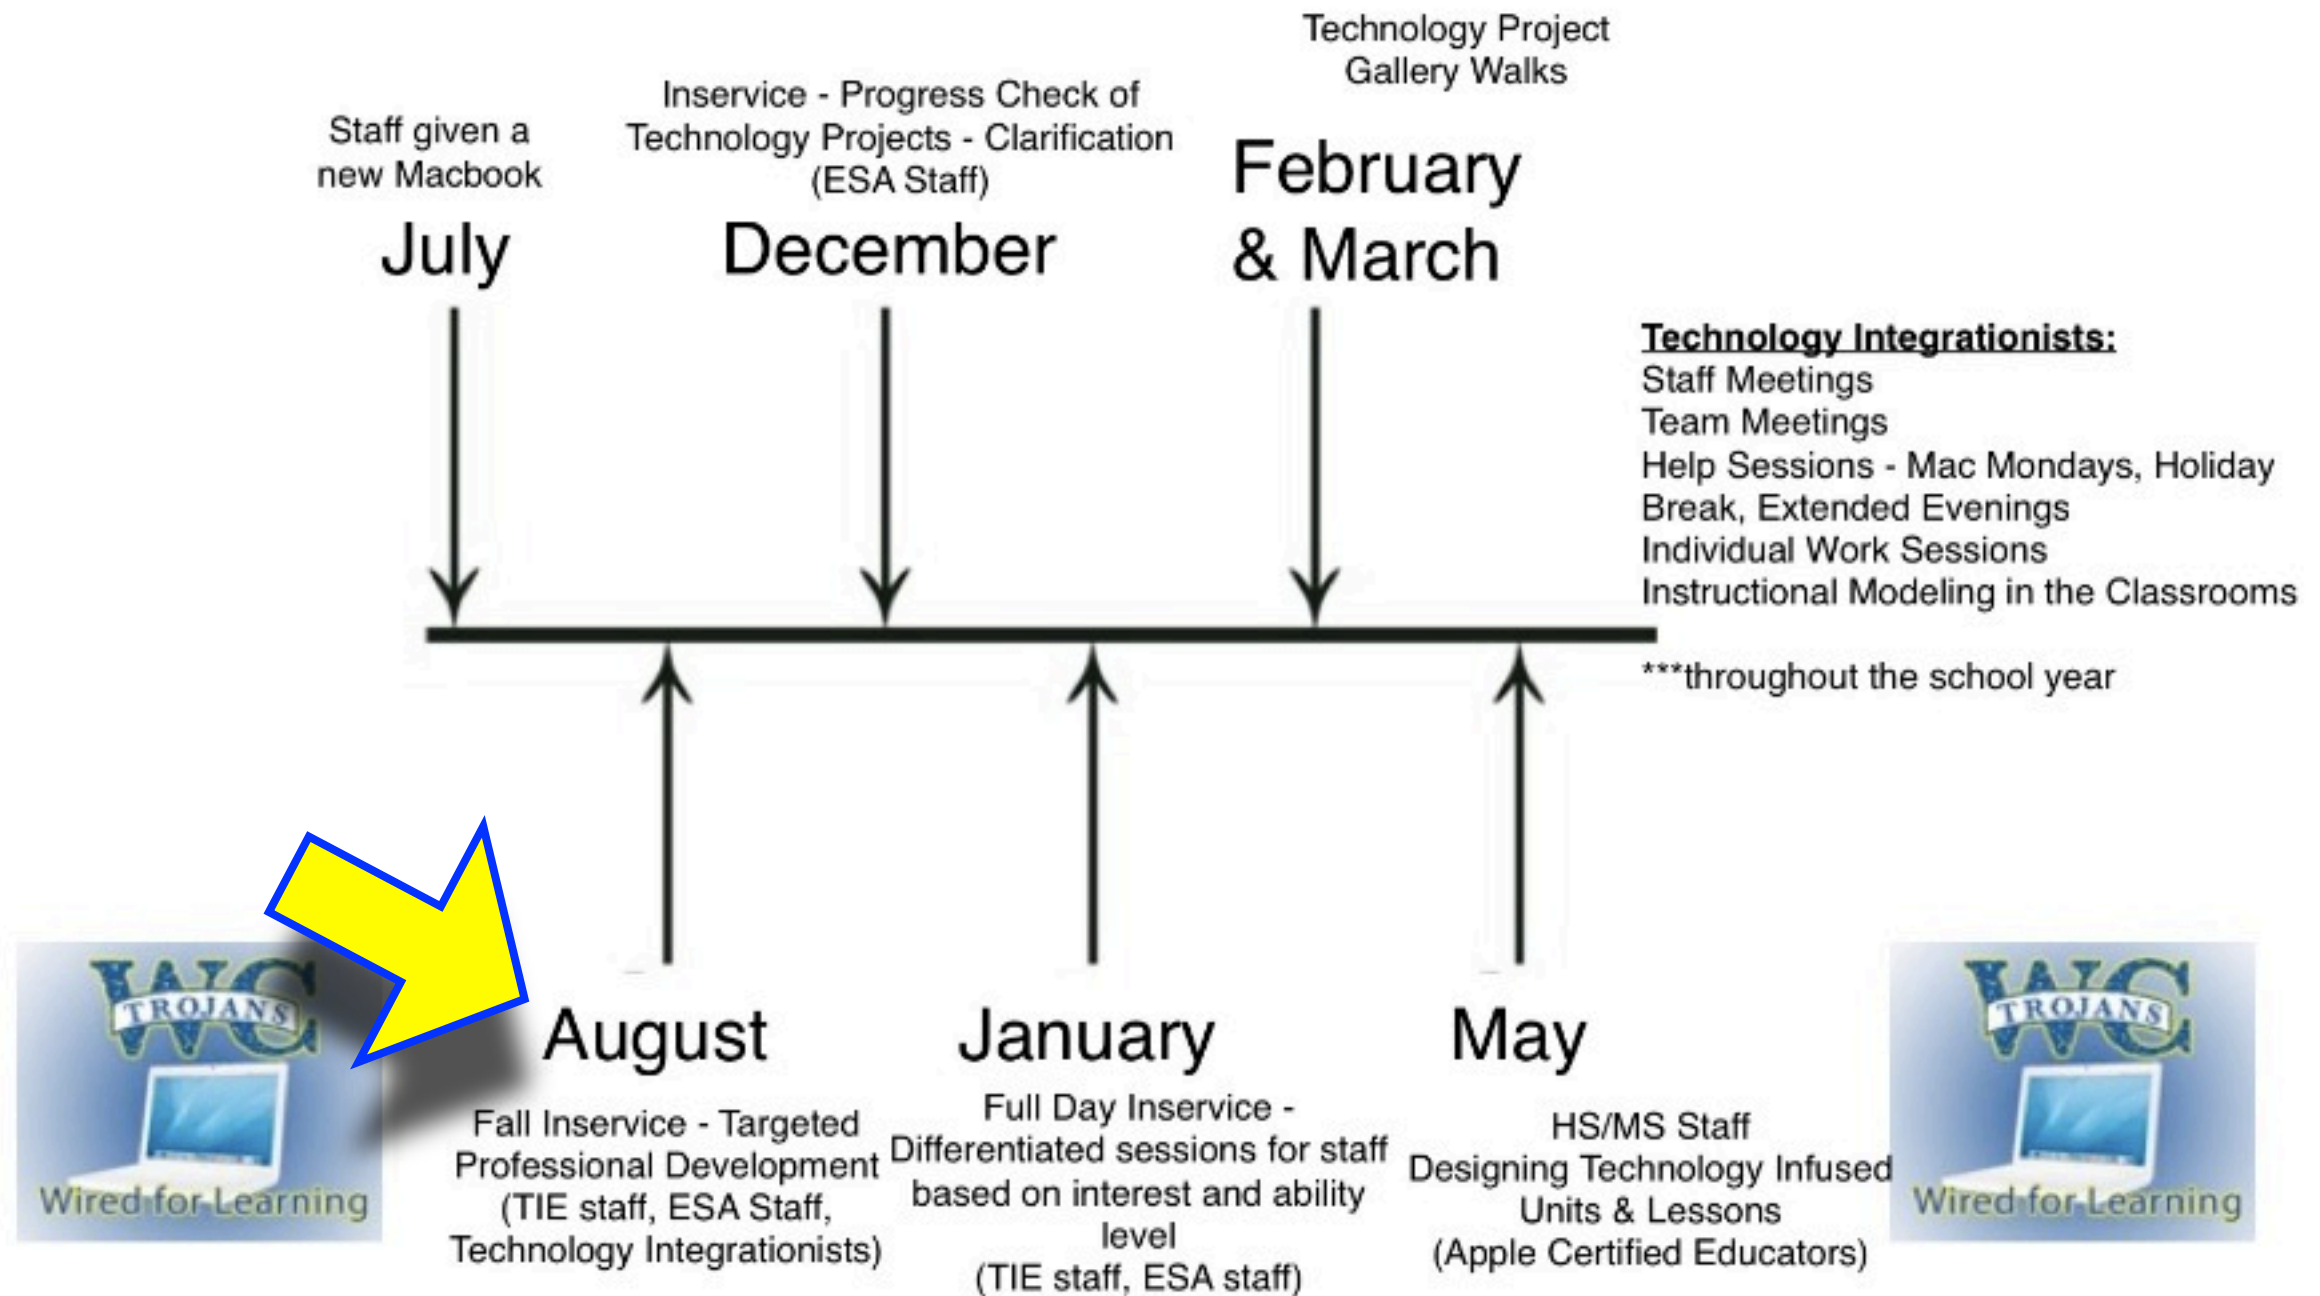 Technology Project
Gallery Walks
Inservice - Progress Check of
Technology Projects - Clarification
(ESA Staff)
Staff given a
new Macbook
July
December
February
& March
Technology Integrationists:
Staff Meetings
Team Meetings
Help Sessions - Mac Mondays, Holiday
Break, Extended Evenings
Individual Work Sessions
Instructional Modeling in the Classrooms
***throughout the school year
August
Fall Inservice - Targeted
Professional Development
(TIE staff, ESA Staff,
Technology Integrationists)
January
Full Day Inservice -
Differentiated sessions for staff
based on interest and ability
level
(TIE staff, ESA staff)
May
HS/MS Staff
Designing Technology Infused
Units & Lessons
(Apple Certified Educators)
WC
TROJANS
Wired for Learning
WC
TROJANS
Wired for Learning